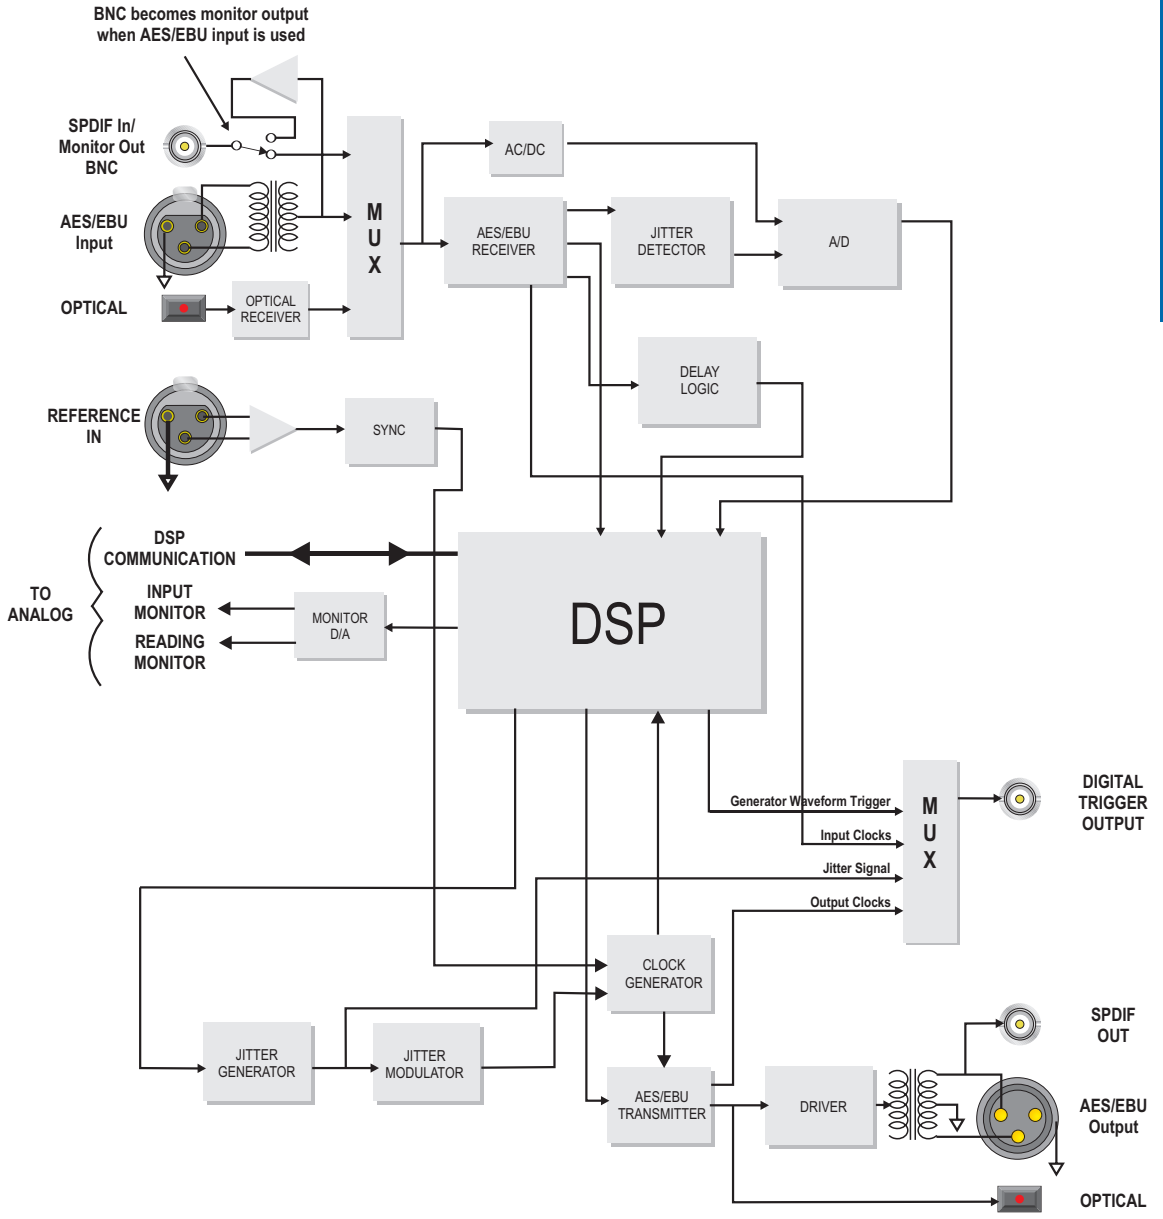 BNC becomes monitor output
when AES/EBU input is used
SPDIF In/
Monitor Out
BNC
AES/EBU
Input
OPTICAL
OPTICAL
RECEIVER
M
U
X
AC/DC
AES/EBU
RECEIVER
JITTER
DETECTOR
A/D
DELAY
LOGIC
REFERENCE
IN
SYNC
TO
ANALOG
DSP
COMMUNICATION
INPUT
MONITOR
READING
MONITOR
MONITOR
D/A
DSP
Generator Waveform Trigger
Input Clocks
Jitter Signal
Output Clocks
M
U
X
DIGITAL
TRIGGER
OUTPUT
CLOCK
GENERATOR
JITTER
GENERATOR
JITTER
MODULATOR
AES/EBU
TRANSMITTER
DRIVER
SPDIF
OUT
AES/EBU
Output
OPTICAL